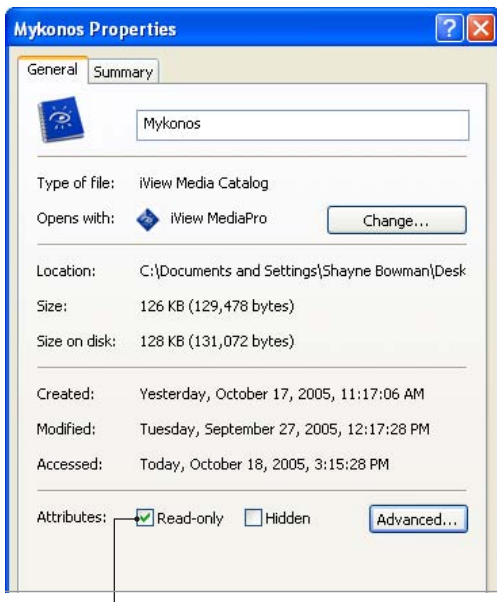 Mykonos Properties
General Summary
Mykonos
Type of file: iView Media Catalog
Opens with: iView MediaPro Change...
Location: C:\Documents and Settings\Shayne Bowman\Desk
Size: 126 KB (129,478 bytes)
Size on disk: 128 KB (131,072 bytes)
Created: Yesterday, October 17, 2005, 11:17:06 AM
Modified: Tuesday, September 27, 2005, 12:17:28 PM
Accessed: Today, October 18, 2005, 3:15:28 PM
Attributes: Read-only Hidden Advanced...